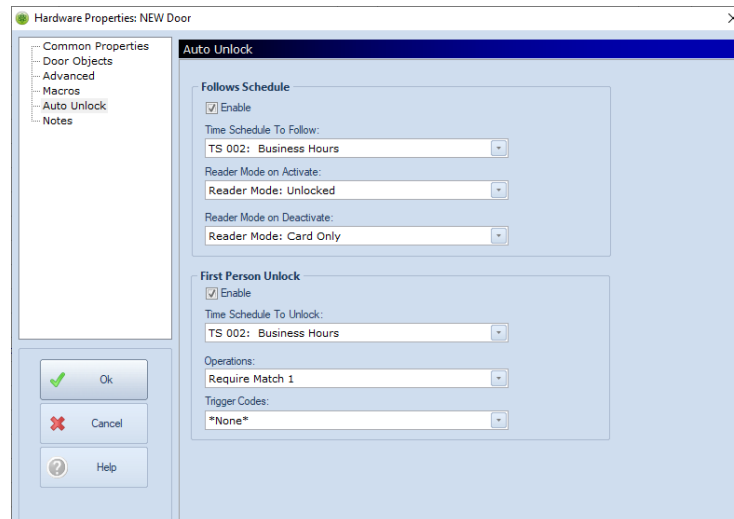 Hardware Properties: NEW Door
Common Properties
Door Objects
Advanced
Macros
Auto Unlock
Notes
Ok
Cancel
Help
Auto Unlock
Follows Schedule
Enable
Time Schedule To Follow:
TS 002: Business Hours
Reader Mode on Activate:
Reader Mode: Unlocked
Reader Mode on Deactivate:
Reader Mode: Card Only
First Person Unlock
Enable
Time Schedule To Unlock:
TS 002: Business Hours
Operations:
Require Match 1
Trigger Codes:
*None*